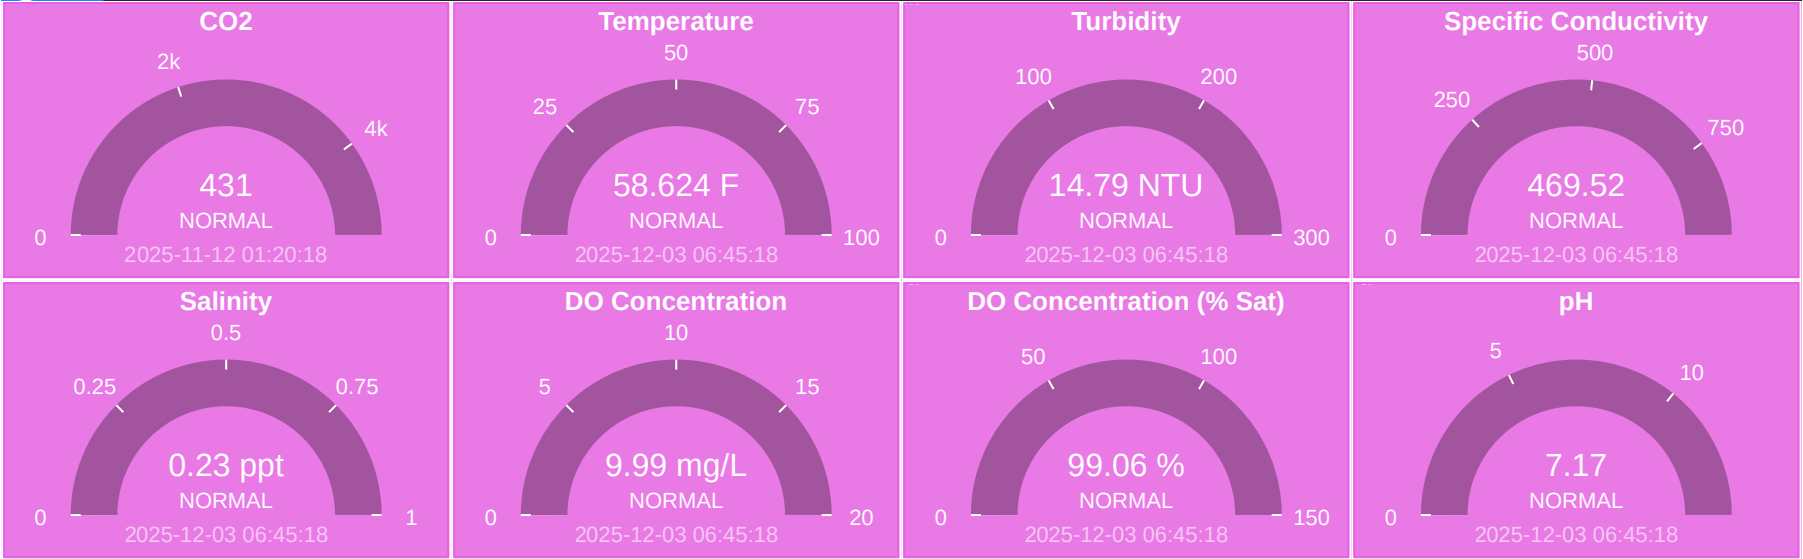 CO2
2k
4k
0
431
NORMAL
2025-11-12 01:20:18
Temperature
50
25
75
0
100
58.624 F
NORMAL
2025-12-03 06:45:18
Turbidity
100
200
0
300
14.79 NTU
NORMAL
2025-12-03 06:45:18
Specific Conductivity
500
250
750
0
469.52
NORMAL
2025-12-03 06:45:18
Salinity
0.5
0.25
0.75
0
1
0.23 ppt
NORMAL
2025-12-03 06:45:18
DO Concentration
10
5
15
0
20
9.99 mg/L
NORMAL
2025-12-03 06:45:18
DO Concentration (% Sat)
50
100
0
150
99.06 %
NORMAL
2025-12-03 06:45:18
pH
5
10
0
7.17
NORMAL
2025-12-03 06:45:18